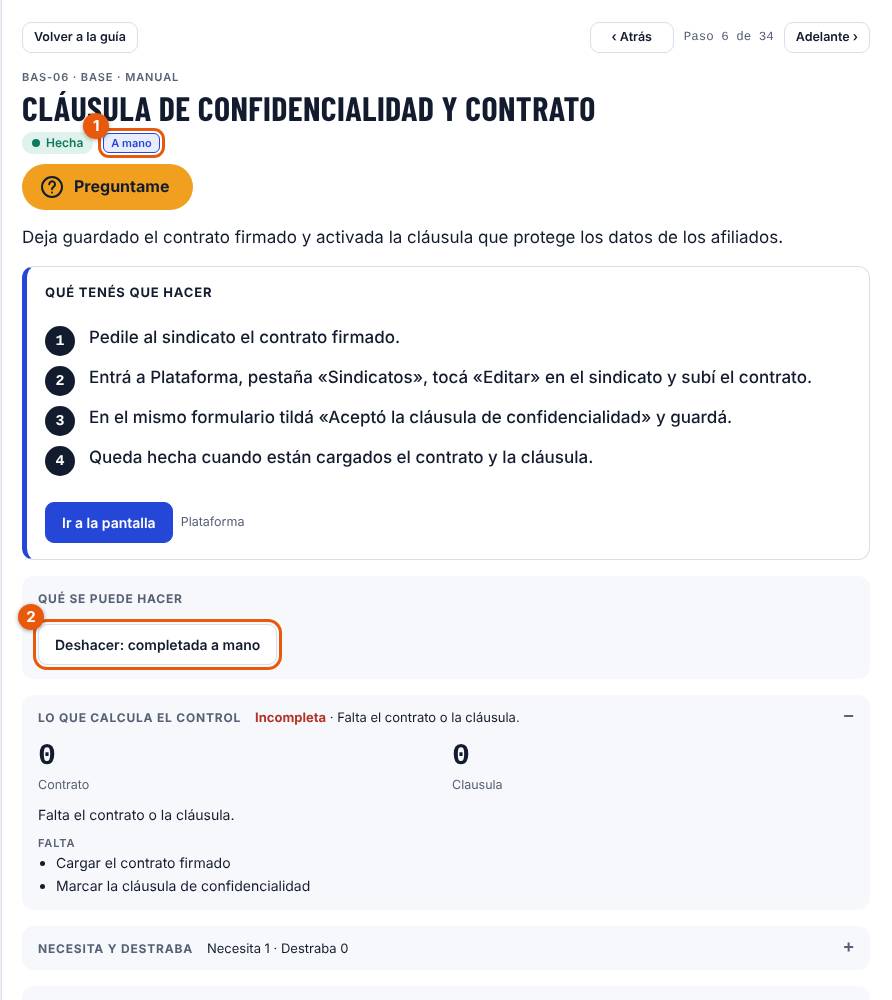 Volver a la guía
‹ Atrás
Paso 6 de 34
Adelante ›
BAS-06 · BASE · MANUAL
CLÁUSULA DE CONFIDENCIALIDAD Y CONTRATO
1
Hecha
A mano
Preguntame
Deja guardado el contrato firmado y activada la cláusula que protege los datos de los afiliados.
QUÉ TENÉS QUE HACER
1 Pedile al sindicato el contrato firmado.
2 Entrá a Plataforma, pestaña «Sindicatos», tocá «Editar» en el sindicato y subí el contrato.
3 En el mismo formulario tildá «Aceptó la cláusula de confidencialidad» y guardá.
4 Queda hecha cuando están cargados el contrato y la cláusula.
Ir a la pantalla
Plataforma
QUÉ SE PUEDE HACER
2
Deshacer: completada a mano
LO QUE CALCULA EL CONTROL Incompleta · Falta el contrato o la cláusula.
0 0
Contrato Clausula
Falta el contrato o la cláusula.
FALTA
• Cargar el contrato firmado
• Marcar la cláusula de confidencialidad
NECESITA Y DESTRABA Necesita 1 · Destraba 0